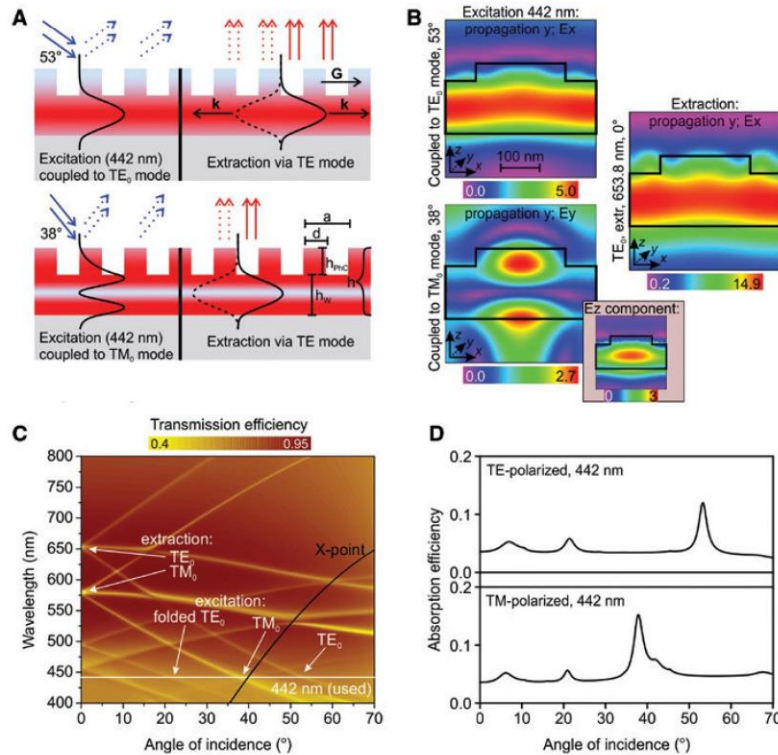 A
53°
G
k
k
Excitation (442 nm)
coupled to TE₀ mode
Extraction via TE mode
38°
a
d
hPhC
h
hW
Excitation (442 nm)
coupled to TM₀ mode
Extraction via TE mode
B
Excitation 442 nm:
Coupled to TE₀ mode, 53°
propagation y; Ex
z
y
x
100 nm
0.0
5.0
Coupled to TM₀ mode, 38°
propagation y; Ey
z
y
x
0.0
2.7
Extraction:
TE₀, extr, 653.8 nm, 0°
propagation y; Ex
z
y
x
0.2
14.9
Ez component:
0
3
C
Transmission efficiency
0.4
0.95
Wavelength (nm)
800
750
700
650
600
550
500
450
400
extraction:
TE₀
TM₀
X-point
excitation:
folded TE₀
TM₀
TE₀
442 nm (used)
0 10 20 30 40 50 60 70
Angle of incidence (°)
D
Absorption efficiency
0.2
TE-polarized, 442 nm
0.1
0.0
0.2
TM-polarized, 442 nm
0.1
0.0
0 10 20 30 40 50 60 70
Angle of incidence (°)